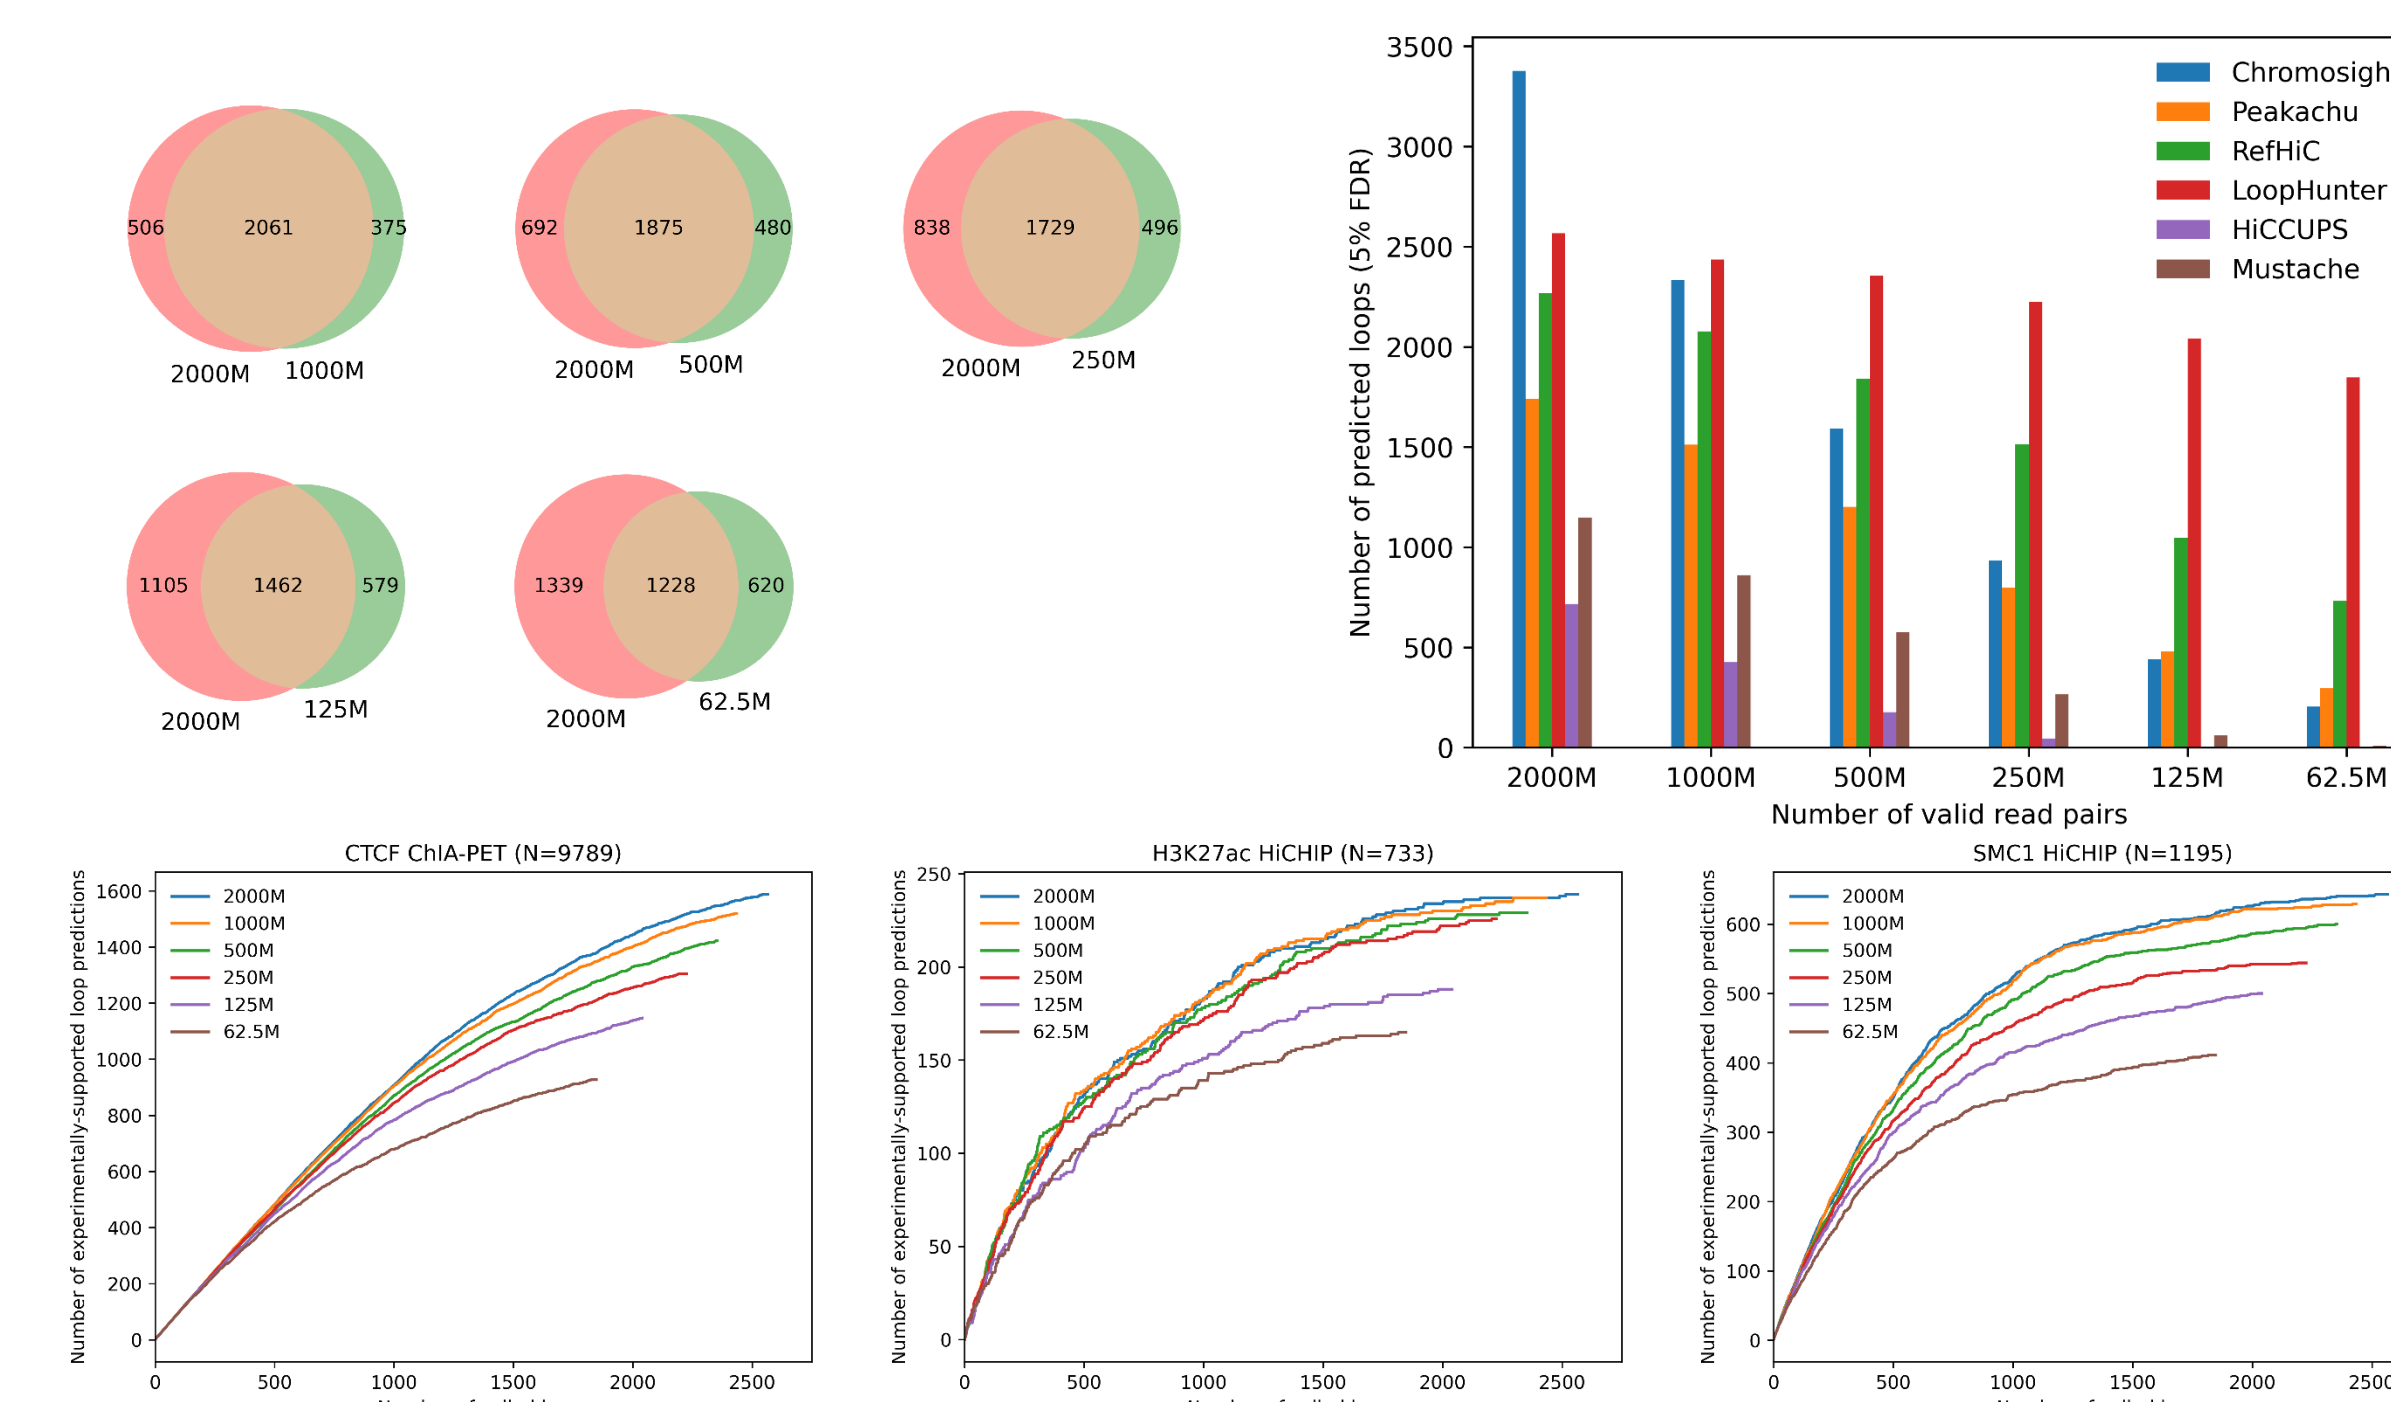 506 2061 375
2000M 1000M
692 1875 480
2000M 500M
838 1729 496
2000M 250M
1105 1462 579
2000M 125M
1339 1228 620
2000M 62.5M
Number of predicted loops (5% FDR)
3500
3000
2500
2000
1500
1000
500
0
Chromosigh
Peakachu
RefHiC
LoopHunter
HiCCUPS
Mustache
2000M 1000M 500M 250M 125M 62.5M
Number of valid read pairs
CTCF ChIA-PET (N=9789)
Number of experimentally-supported loop predictions
1600
1400
1200
1000
800
600
400
200
0
2000M
1000M
500M
250M
125M
62.5M
0 500 1000 1500 2000 2500
H3K27ac HiCHIP (N=733)
Number of experimentally-supported loop predictions
250
200
150
100
50
0
2000M
1000M
500M
250M
125M
62.5M
0 500 1000 1500 2000 2500
SMC1 HiCHIP (N=1195)
Number of experimentally-supported loop predictions
600
500
400
300
200
100
0
2000M
1000M
500M
250M
125M
62.5M
0 500 1000 1500 2000 2500